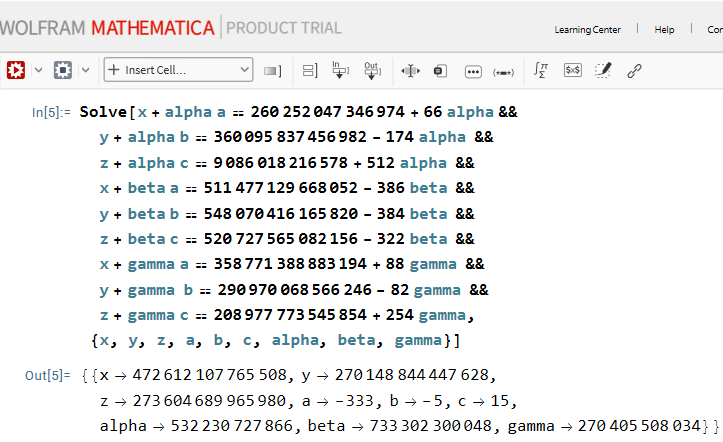 WOLFRAM MATHEMATICA | PRODUCT TRIAL
Learning Center | Help | Cor
+ Insert Cell...
In[5]:= Solve[x + alpha a == 260 252 047 346 974 + 66 alpha &&
y + alpha b == 360 095 837 456 982 - 174 alpha &&
z + alpha c == 9 086 018 216 578 + 512 alpha &&
x + beta a == 511 477 129 668 052 - 386 beta &&
y + beta b == 548 070 416 165 820 - 384 beta &&
z + beta c == 520 727 565 082 156 - 322 beta &&
x + gamma a == 358 771 388 883 194 + 88 gamma &&
y + gamma b == 290 970 068 566 246 - 82 gamma &&
z + gamma c == 208 977 773 545 854 + 254 gamma,
{x, y, z, a, b, c, alpha, beta, gamma}]
Out[5]= {{x → 472 612 107 765 508, y → 270 148 844 447 628,
z → 273 604 689 965 980, a → -333, b → -5, c → 15,
alpha → 532 230 727 866, beta → 733 302 300 048, gamma → 270 405 508 034}}